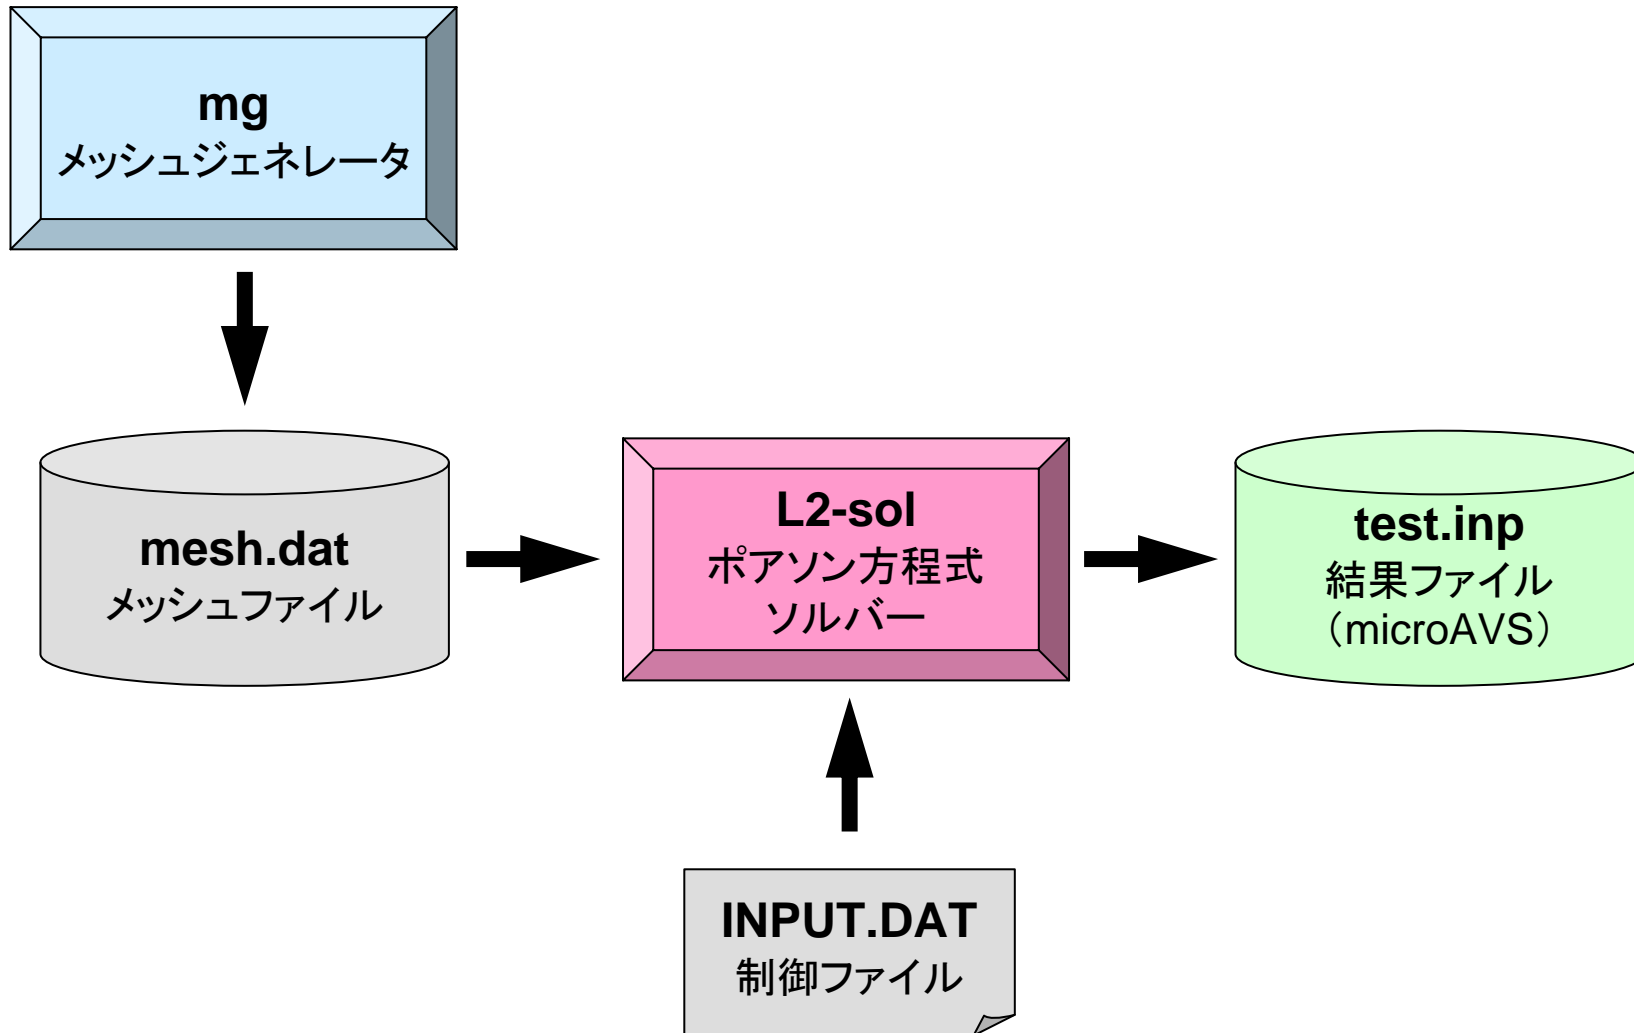 mg
メッシュジェネレータ
mesh.dat
メッシュファイル
L2-sol
ポアソン方程式
ソルバー
test.inp
結果ファイル
（microAVS）
INPUT.DAT
制御ファイル